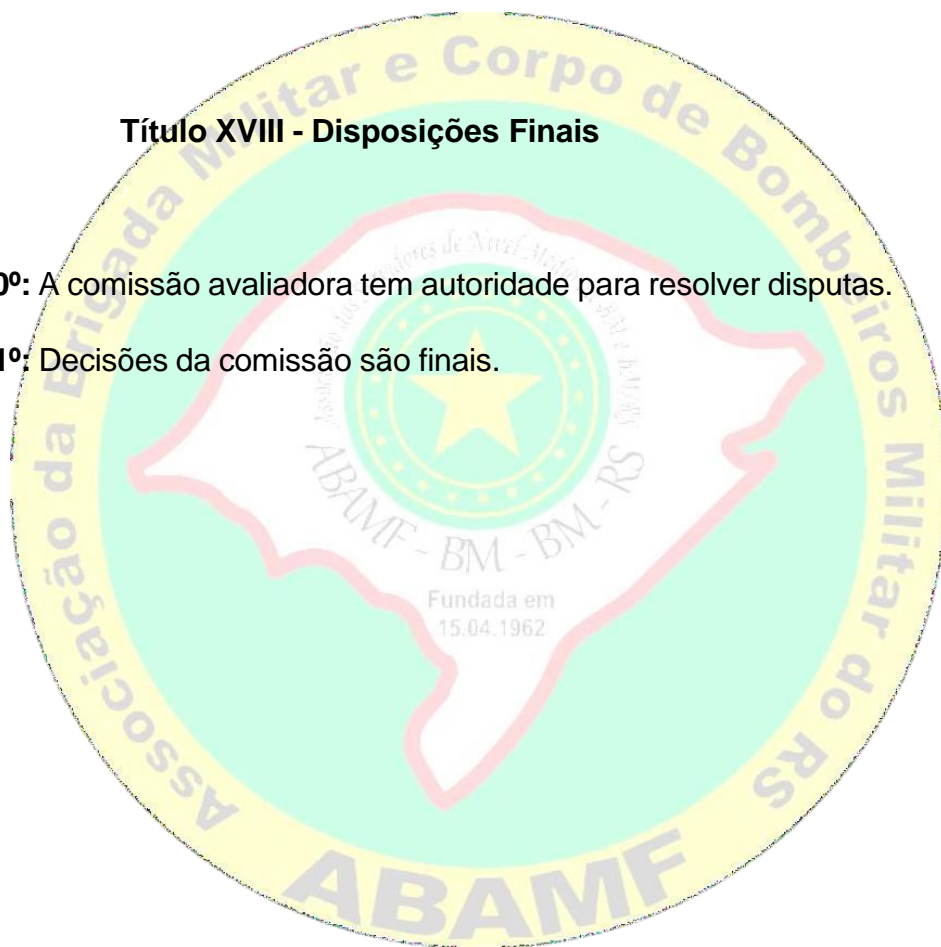 Título XVIII - Disposições Finais
0º: A comissão avaliadora tem autoridade para resolver disputas.
1º: Decisões da comissão são finais.
Associação da Brigada Militar e Corpo de Bombeiros Militar do RS
ABAMF - BM - BM - RS
Fundada em
15.04.1962
ABAMF